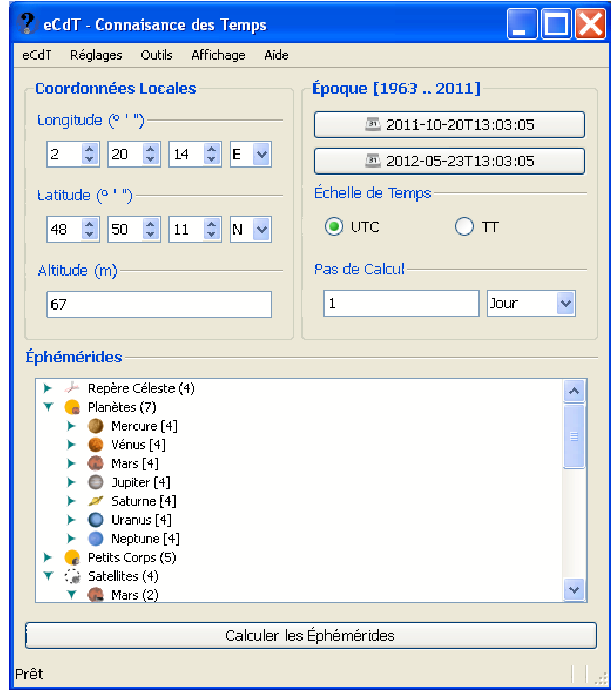 eCdT - Connaisance des Temps
eCdT Réglages Outils Affichage Aide
Coordonnées Locales
Longitude (° ' ")
2 20 14 E
Latitude (° ' ")
48 50 11 N
Altitude (m)
67
Époque [1963 .. 2011]
2011-10-20T13:03:05
2012-05-23T13:03:05
Échelle de Temps
UTC TT
Pas de Calcul
1 Jour
Éphémérides
Repère Céleste (4)
Planètes (7)
Mercure [4]
Vénus [4]
Mars [4]
Jupiter [4]
Saturne [4]
Uranus [4]
Neptune [4]
Petits Corps (5)
Satellites (4)
Mars (2)
Calculer les Éphémérides
Prêt